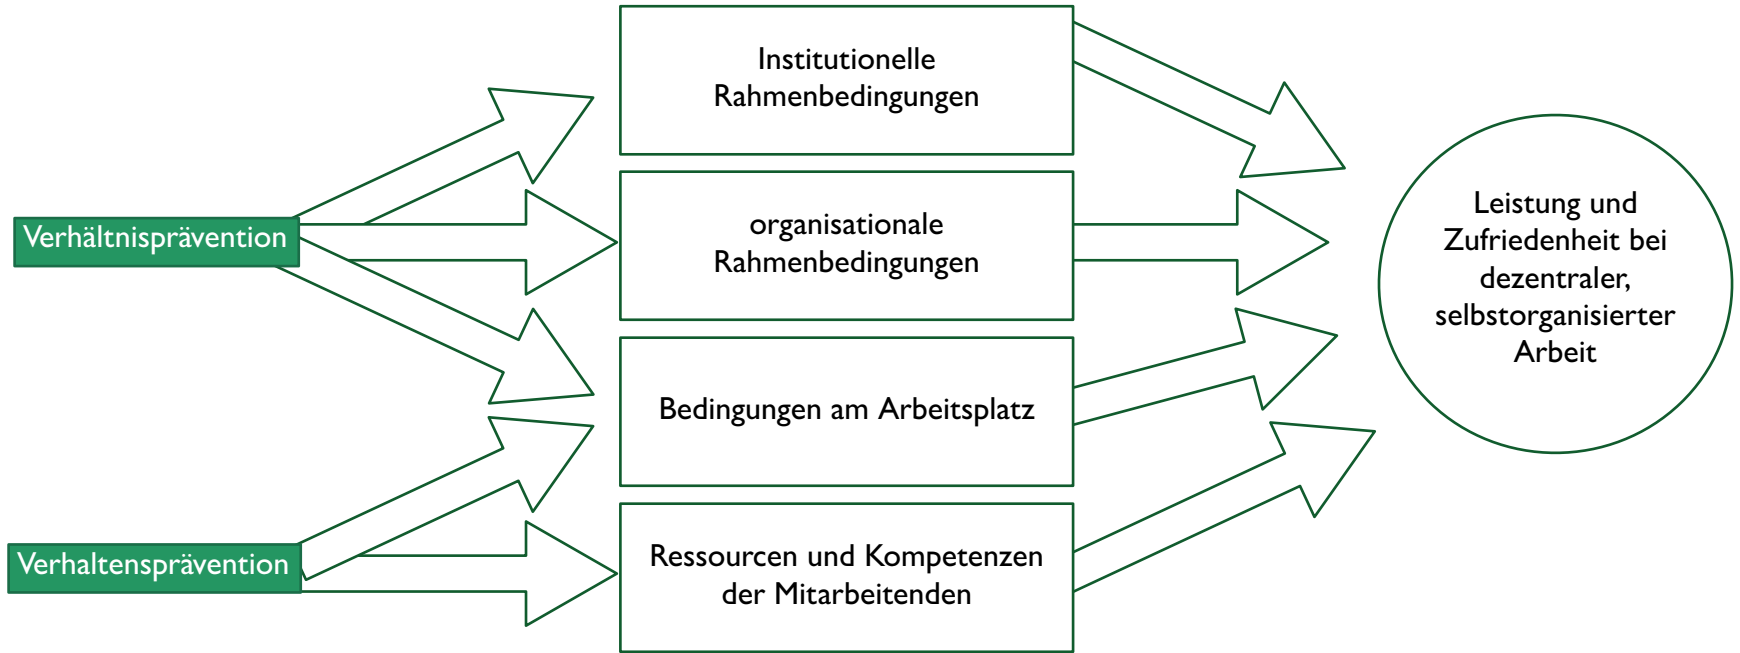 Verhältnisprävention
Verhaltensprävention
Institutionelle
Rahmenbedingungen
organisationale
Rahmenbedingungen
Bedingungen am Arbeitsplatz
Ressourcen und Kompetenzen
der Mitarbeitenden
Leistung und
Zufriedenheit bei
dezentraler,
selbstorganisierter
Arbeit